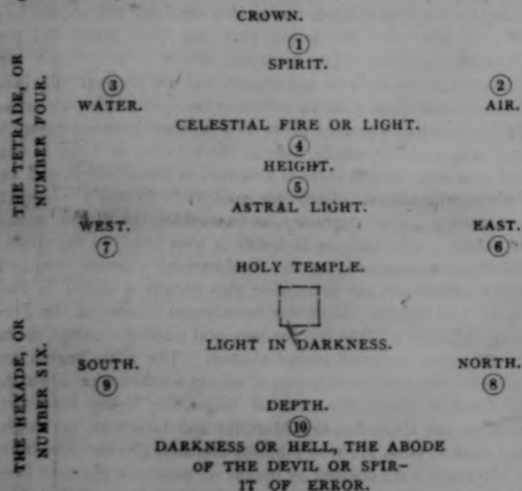 CROWN.
①
SPIRIT.
③ ②
WATER. AIR.
CELESTIAL FIRE OR LIGHT.
④
HEIGHT.
⑤
ASTRAL LIGHT.
WEST. EAST.
⑦ ⑥
HOLY TEMPLE.
LIGHT IN DARKNESS.
SOUTH. NORTH.
⑨ ⑧
DEPTH.
⑩
DARKNESS OR HELL, THE ABODE
OF THE DEVIL OR SPIR-
IT OF ERROR.
THE TETRADE, OR
NUMBER FOUR.
THE HEXADE, OR
NUMBER SIX.